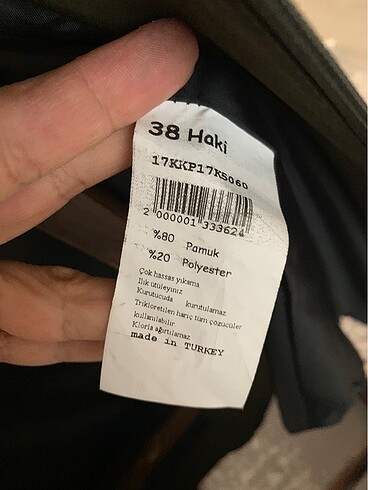 38 Haki
17KKP17KS060
2 000001 333624
%80 Pamuk
%20 Polyester
Çok hassas yıkama
Ilık ütüleyiniz
Kurutucuda kurutulamaz
Trikloretilen hariç tüm çözücüler
kullanılabilir
Klorla ağırtılamaz
made in TURKEY